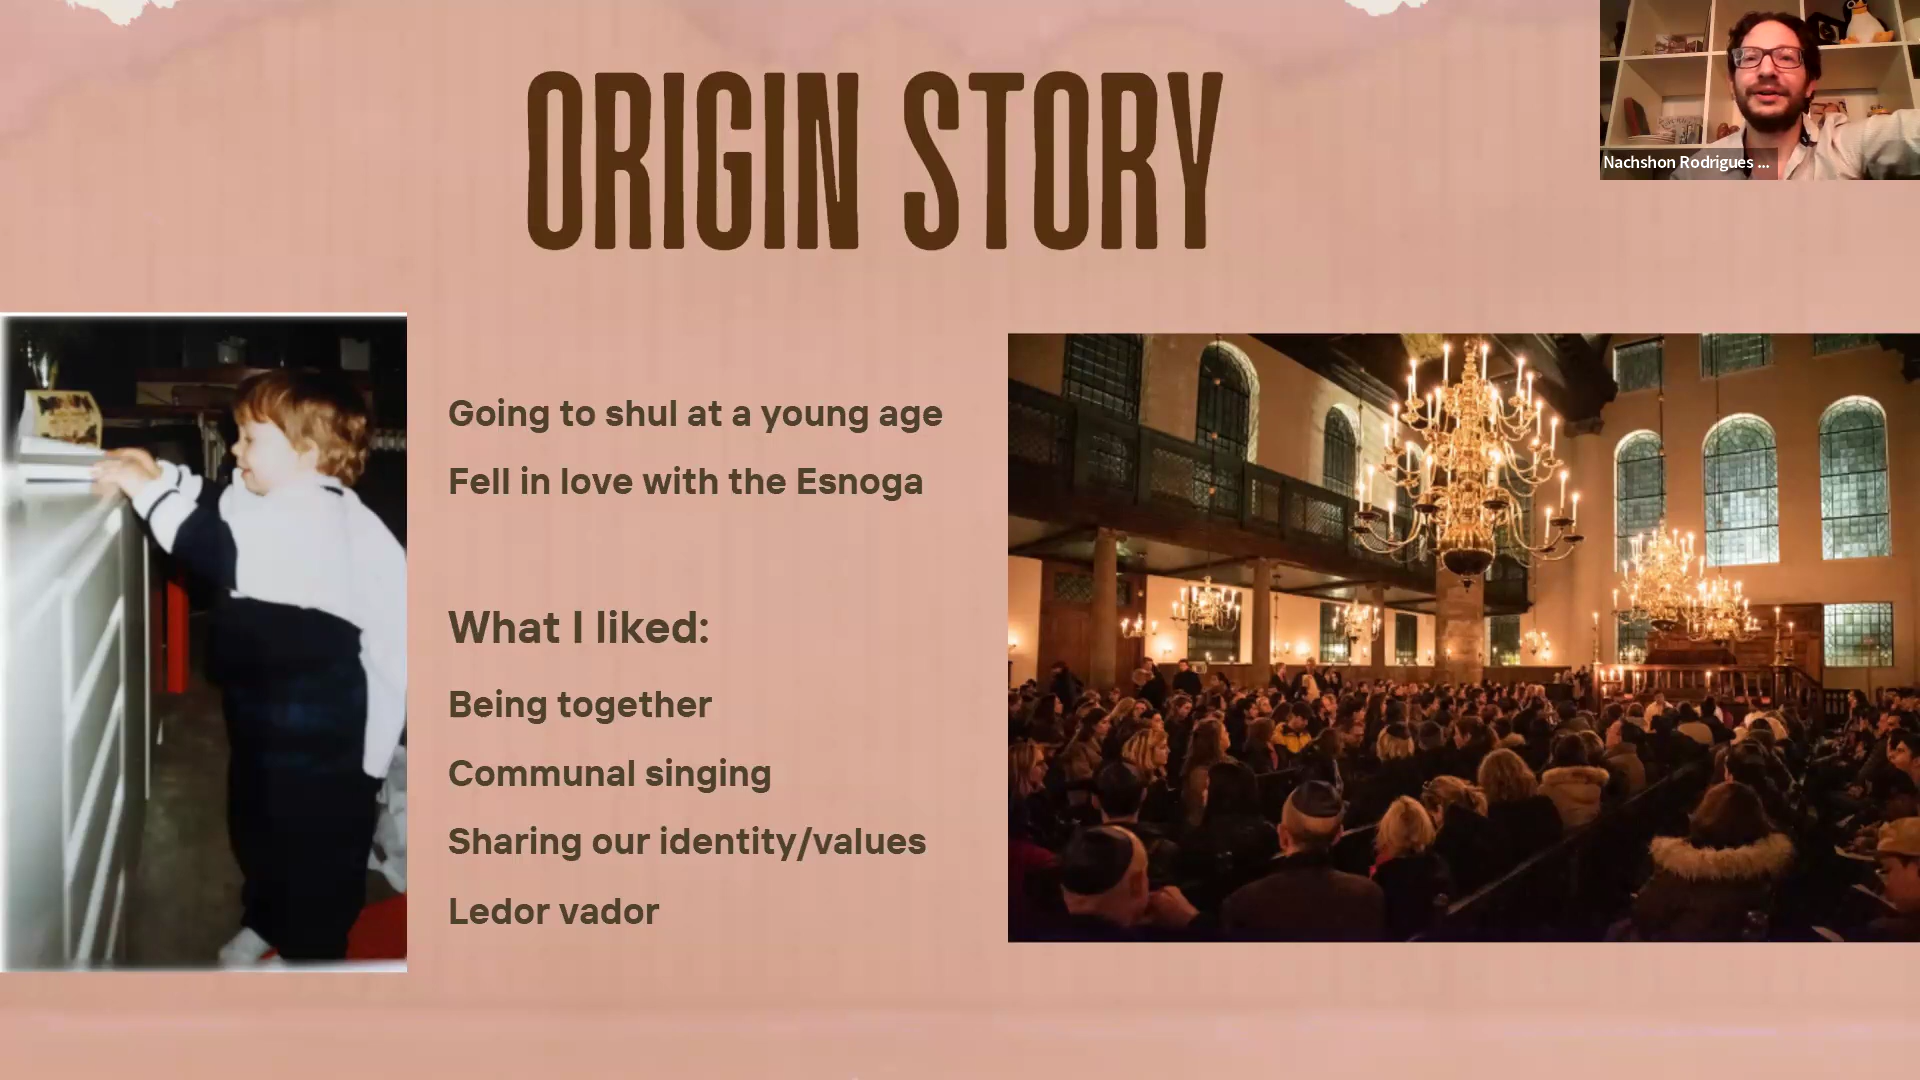 ORIGIN STORY
Nachshon Rodrigues ...
Going to shul at a young age
Fell in love with the Esnoga
What I liked:
Being together
Communal singing
Sharing our identity/values
Ledor vador